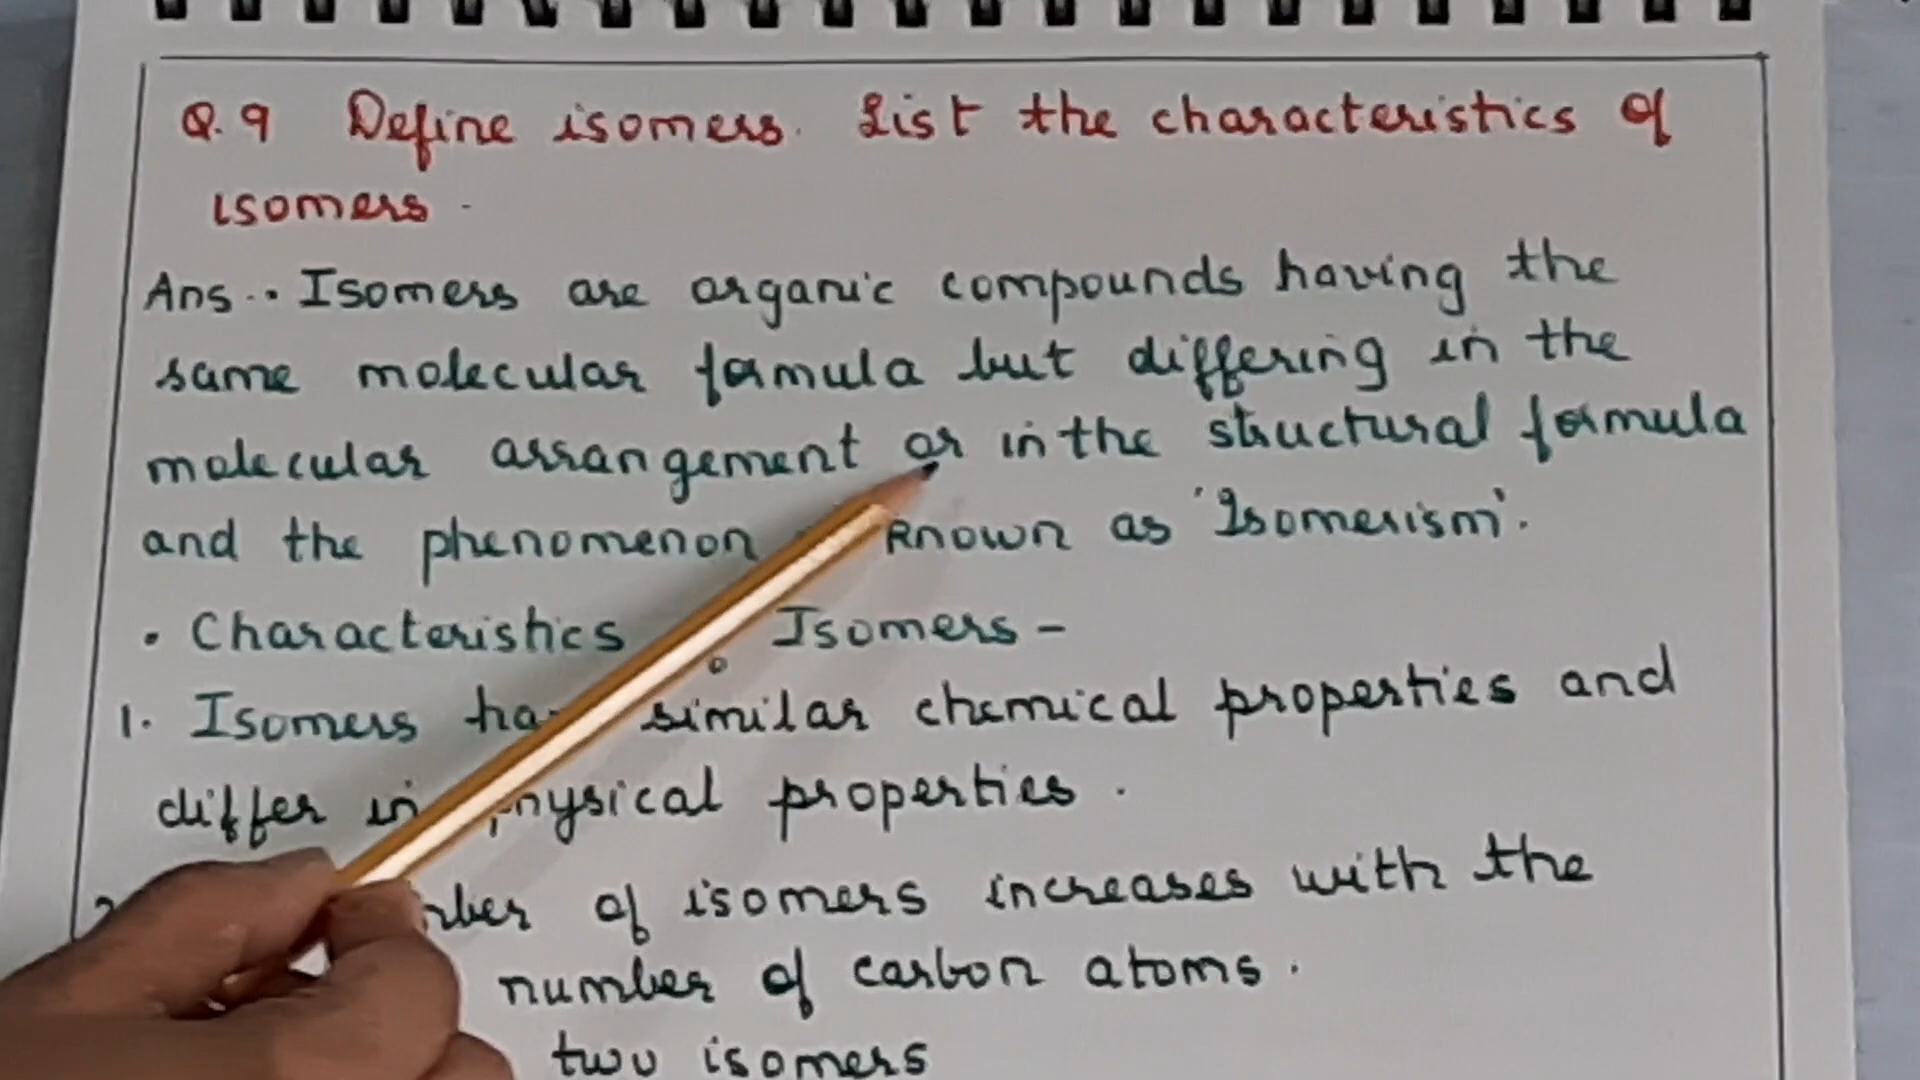 Q.9 Define isomers. List the characteristics of
isomers.
Ans.. Isomers are organic compounds having the
same molecular formula but differing in the
molecular arrangement or in the structural formula
and the phenomenon known as 'Isomerism'.
• Characteristics Isomers -
1. Isomers similar chemical properties and
differ in physical properties.
of isomers increases with the
number of carbon atoms.
two isomers